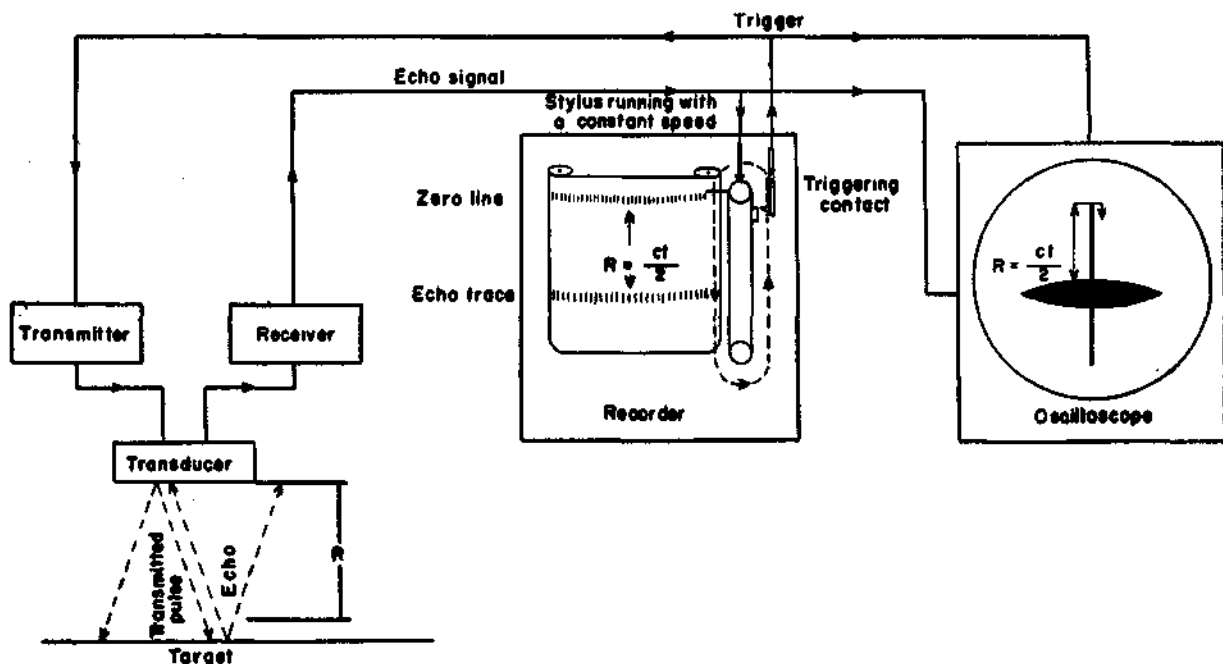 Trigger
Echo signal
Stylus running with
a constant speed
Zero line
Triggering
contact
R = ct/2
R = ct/2
Echo trace
Transmitter
Receiver
Recorder
Oscilloscope
Transducer
Transmitted
pulse
Echo
R
Target